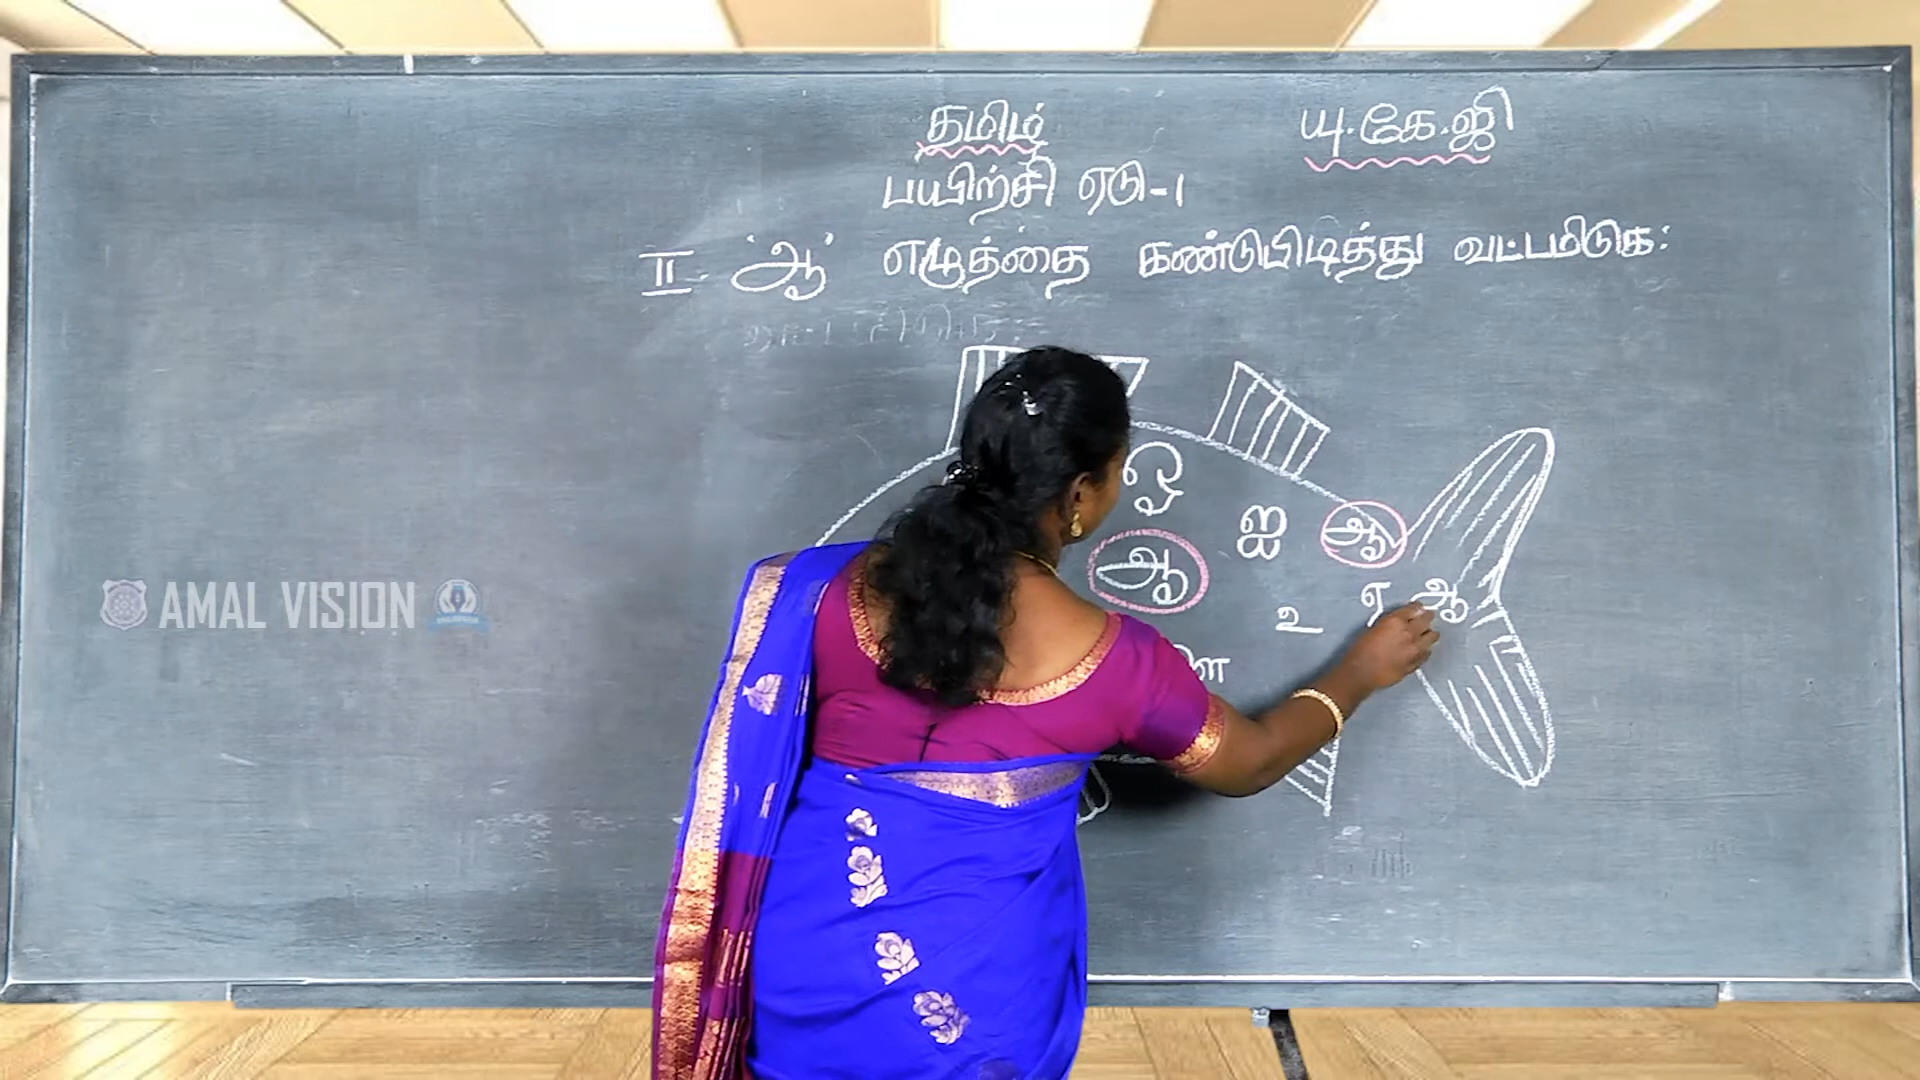 தமிழ் யு.கே.ஜி
பயிற்சி ஏடு-1
II. 'ஆ' எழுத்தை கண்டுபிடித்து வட்டமிடுக:
ஓ
ஐ ஆ
ஆ
ஏ ஆ
உ
AMAL VISION